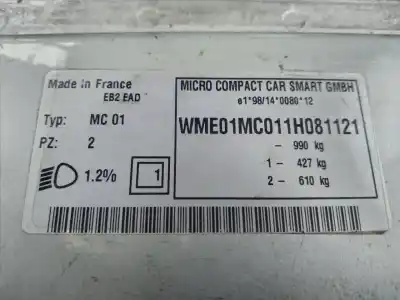 Made in France
EB2 EAD
Typ: MC 01
PZ: 2
1.2%
1
MICRO COMPACT CAR SMART GMBH
e1*98/14*0080*12
WME01MC011H081121
- 990 kg
1 - 427 kg
2 - 610 kg